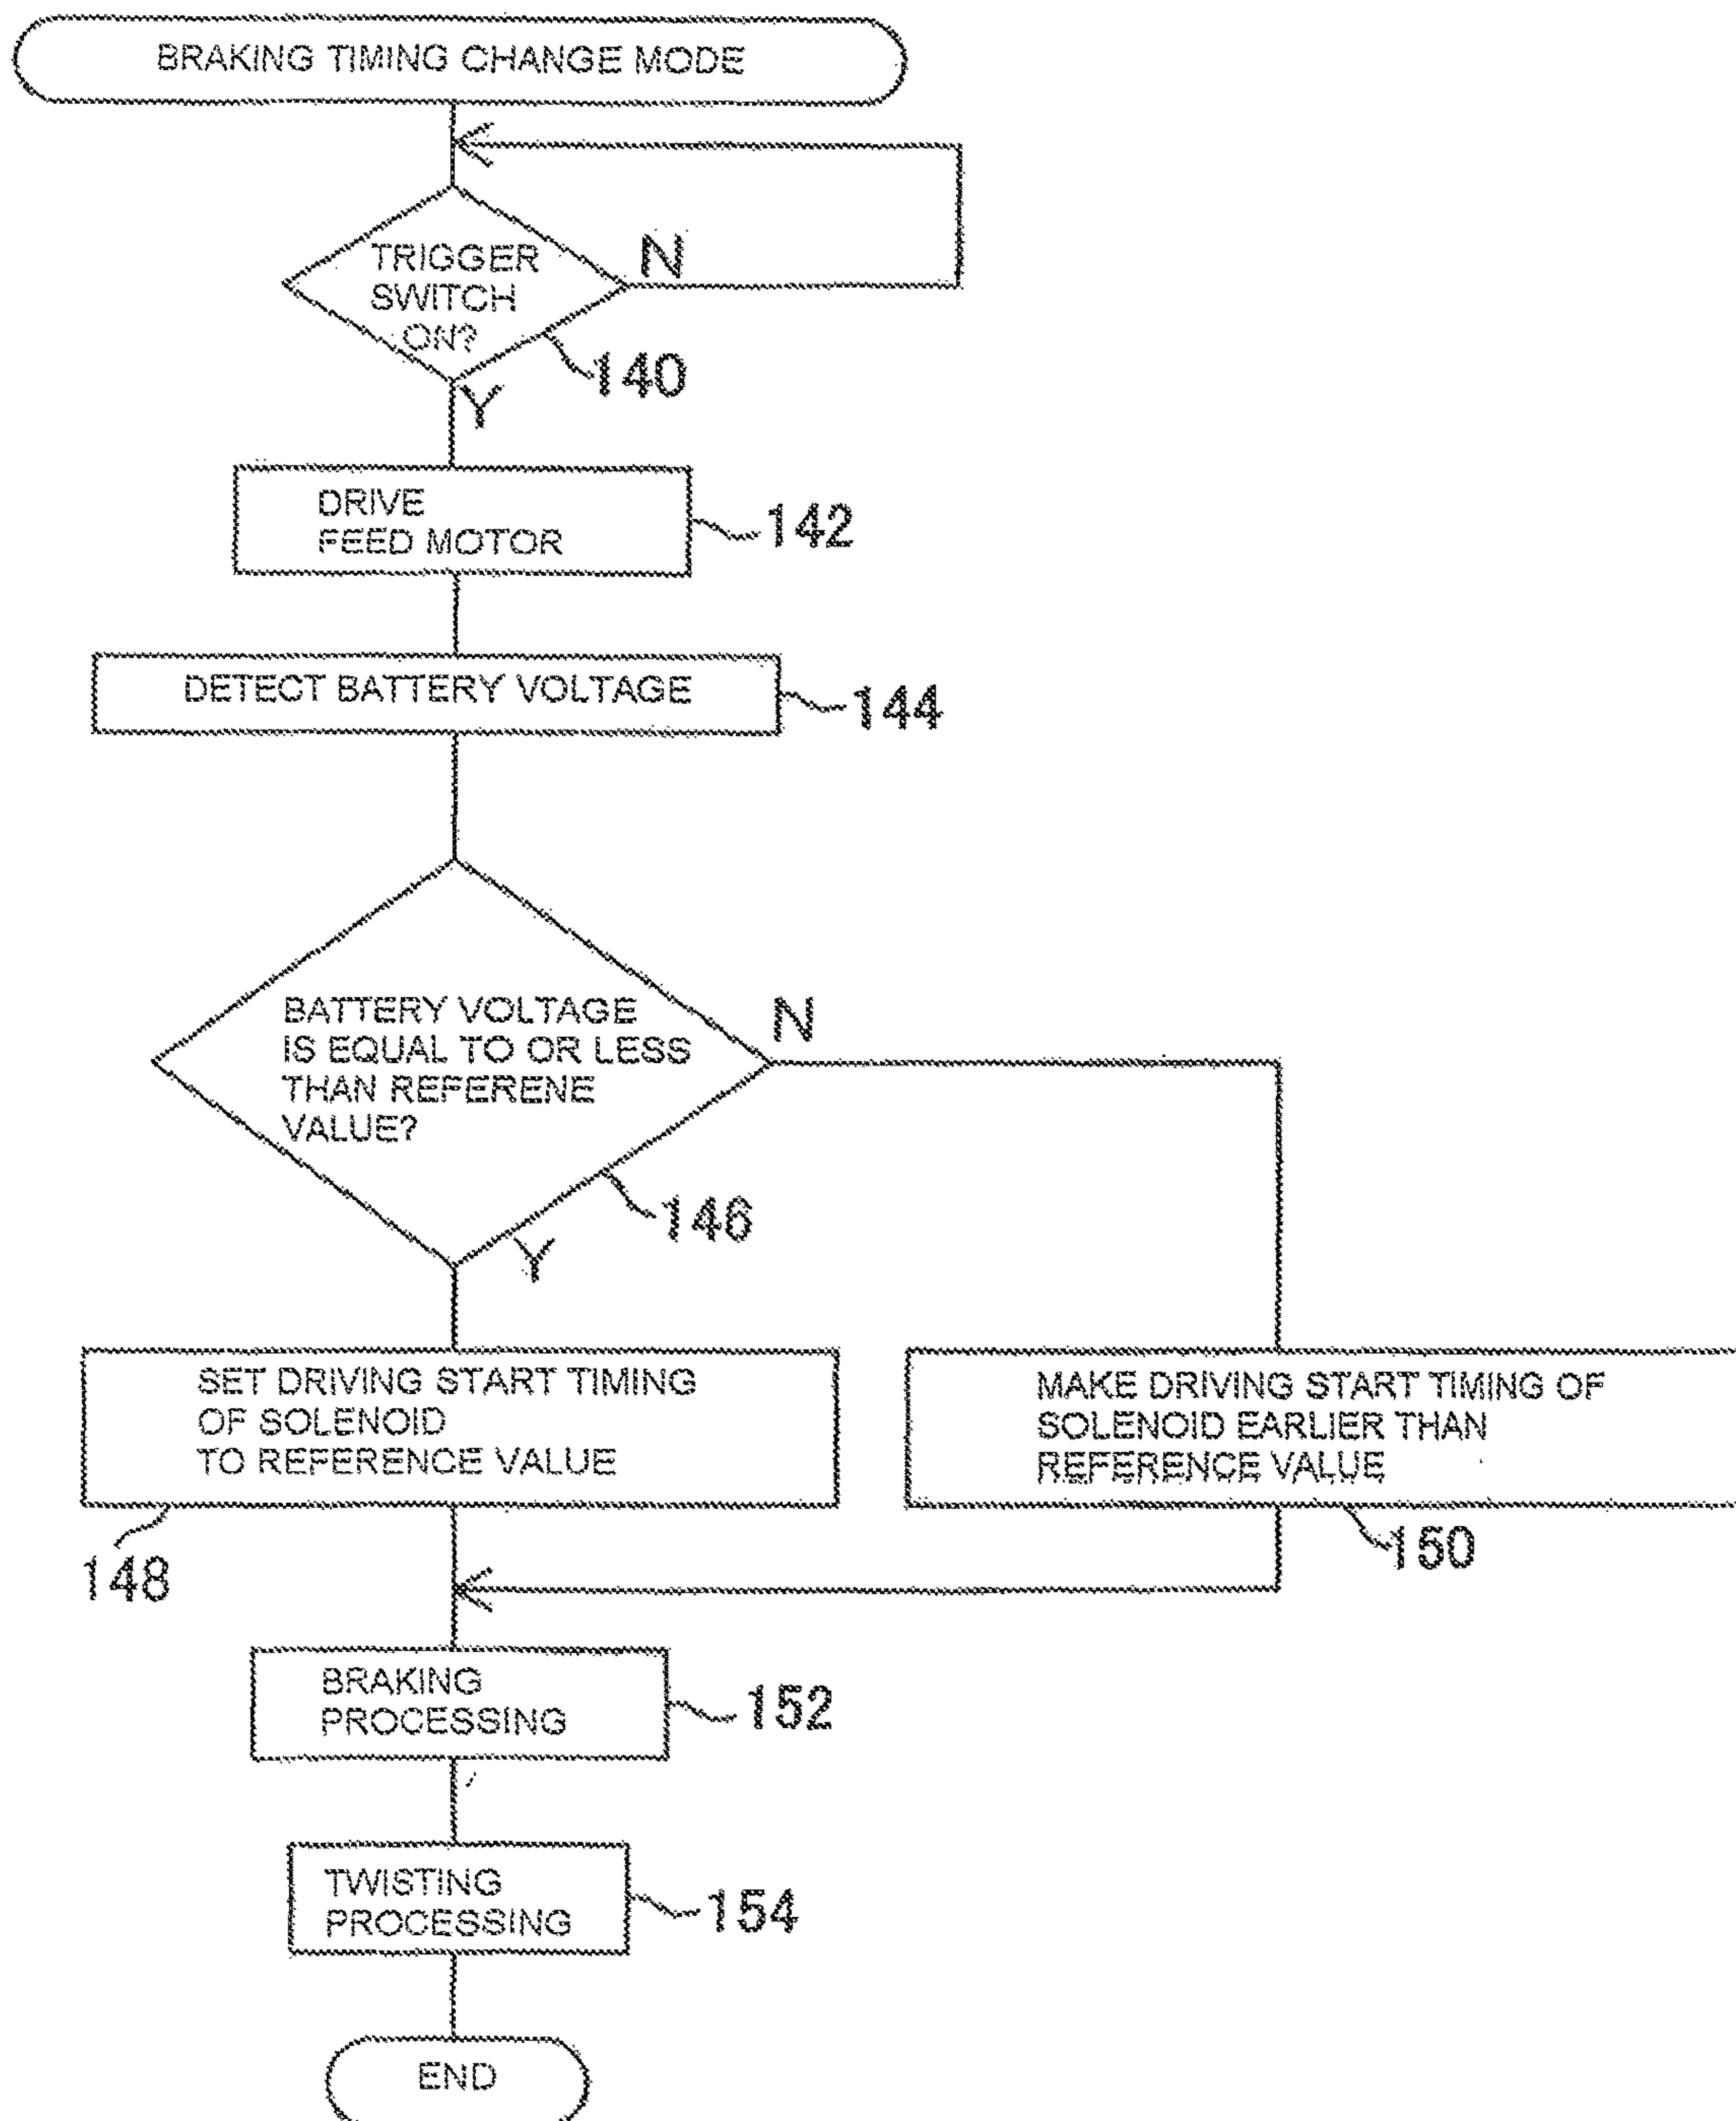 BRAKING TIMING CHANGE MODE
TRIGGER
SWITCH
ON?
N
140
Y
DRIVE
FEED MOTOR
142
DETECT BATTERY VOLTAGE
144
BATTERY VOLTAGE
IS EQUAL TO OR LESS
THAN REFERENE
VALUE?
N
146
Y
SET DRIVING START TIMING
OF SOLENOID
TO REFERENCE VALUE
148
MAKE DRIVING START TIMING OF
SOLENOID EARLIER THAN
REFERENCE VALUE
150
BRAKING
PROCESSING
152
TWISTING
PROCESSING
154
END